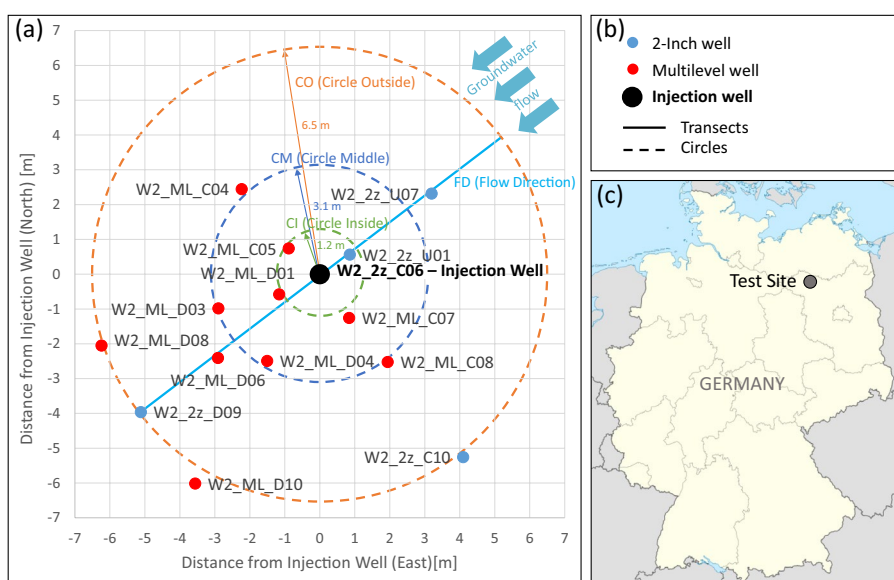 (a)
7
6
5
4
3
2
1
0
-1
-2
-3
-4
-5
-6
-7
-7
-6
-5
-4
-3
-2
-1
0
1
2
3
4
5
6
7
Distance from Injection Well (North) [m]
Distance from Injection Well (East)[m]
Groundwater
flow
CO (Circle Outside)
6.5 m
CM (Circle Middle)
3.1 m
CI (Circle Inside)
1.2 m
FD (Flow Direction)
W2_2z_U07
W2_ML_C04
W2_ML_C05
W2_2z_U01
W2_ML_D01
W2_2z_C06 – Injection Well
W2_ML_D03
W2_ML_C07
W2_ML_D08
W2_ML_D04
W2_ML_C08
W2_ML_D06
W2_2z_D09
W2_2z_C10
W2_ML_D10
(b)
2-Inch well
Multilevel well
Injection well
Transects
Circles
(c)
Test Site
GERMANY